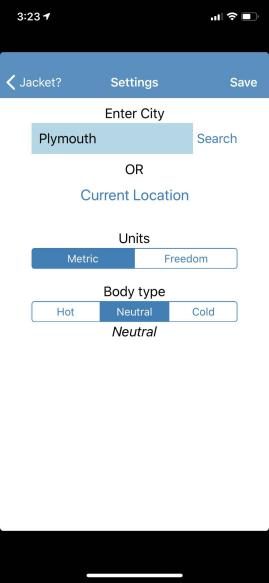 3:23
Jacket? Settings Save
Enter City
Plymouth Search
OR
Current Location
Units
Metric Freedom
Body type
Hot Neutral Cold
Neutral